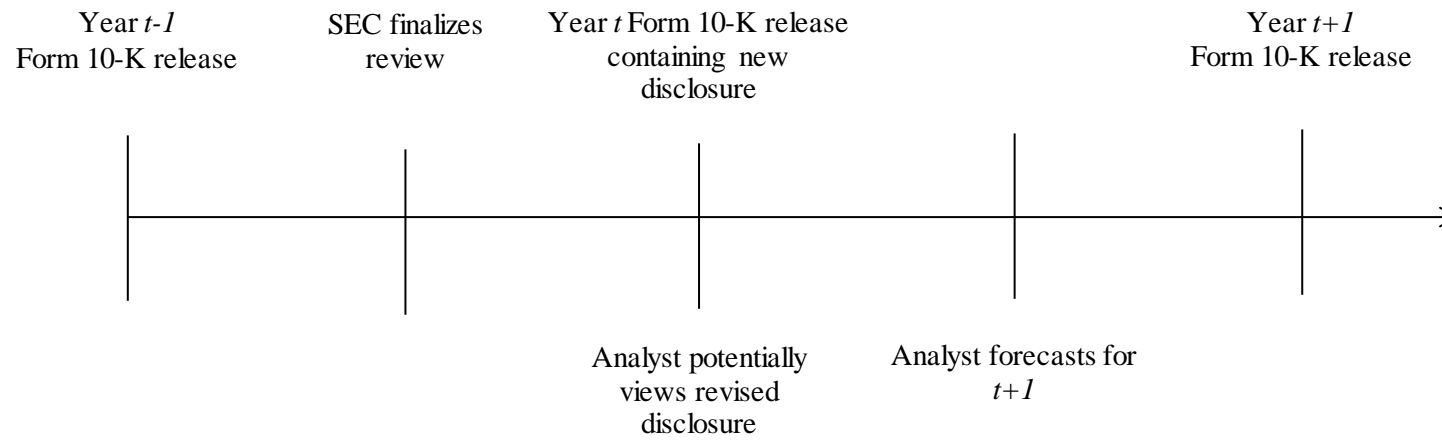 Year t-1
Form 10-K release
SEC finalizes
review
Year t Form 10-K release
containing new
disclosure
Year t+1
Form 10-K release
Analyst potentially
views revised
disclosure
Analyst forecasts for
t+1